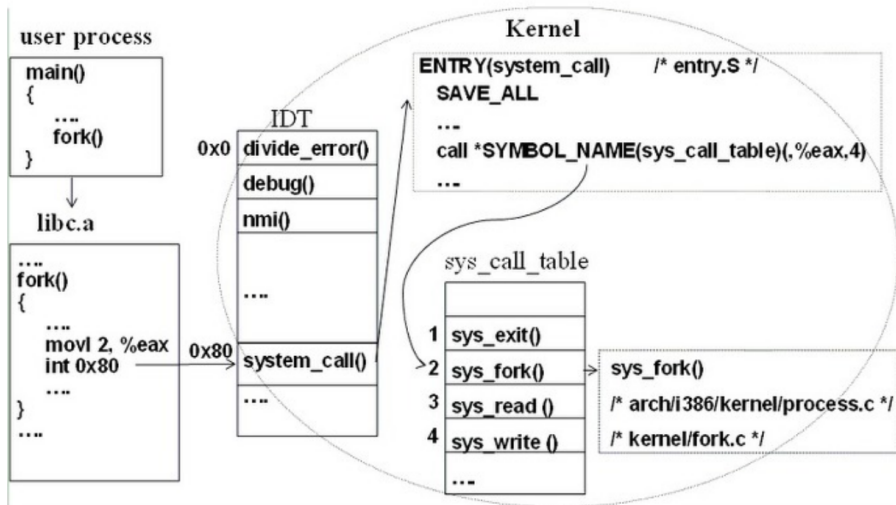 user process
main()
{
....
fork()
}
libc.a
....
fork()
{
....
movl 2, %eax
int 0x80
....
}
....
IDT
0x0 divide_error()
debug()
nmi()
....
0x80 system_call()
....
Kernel
ENTRY(system_call) /* entry.S */
SAVE_ALL
....
call *SYMBOL_NAME(sys_call_table)(,%eax,4)
....
sys_call_table
1 sys_exit()
2 sys_fork()
3 sys_read ()
4 sys_write ()
....
sys_fork()
/* arch/i386/kernel/process.c */
/* kernel/fork.c */